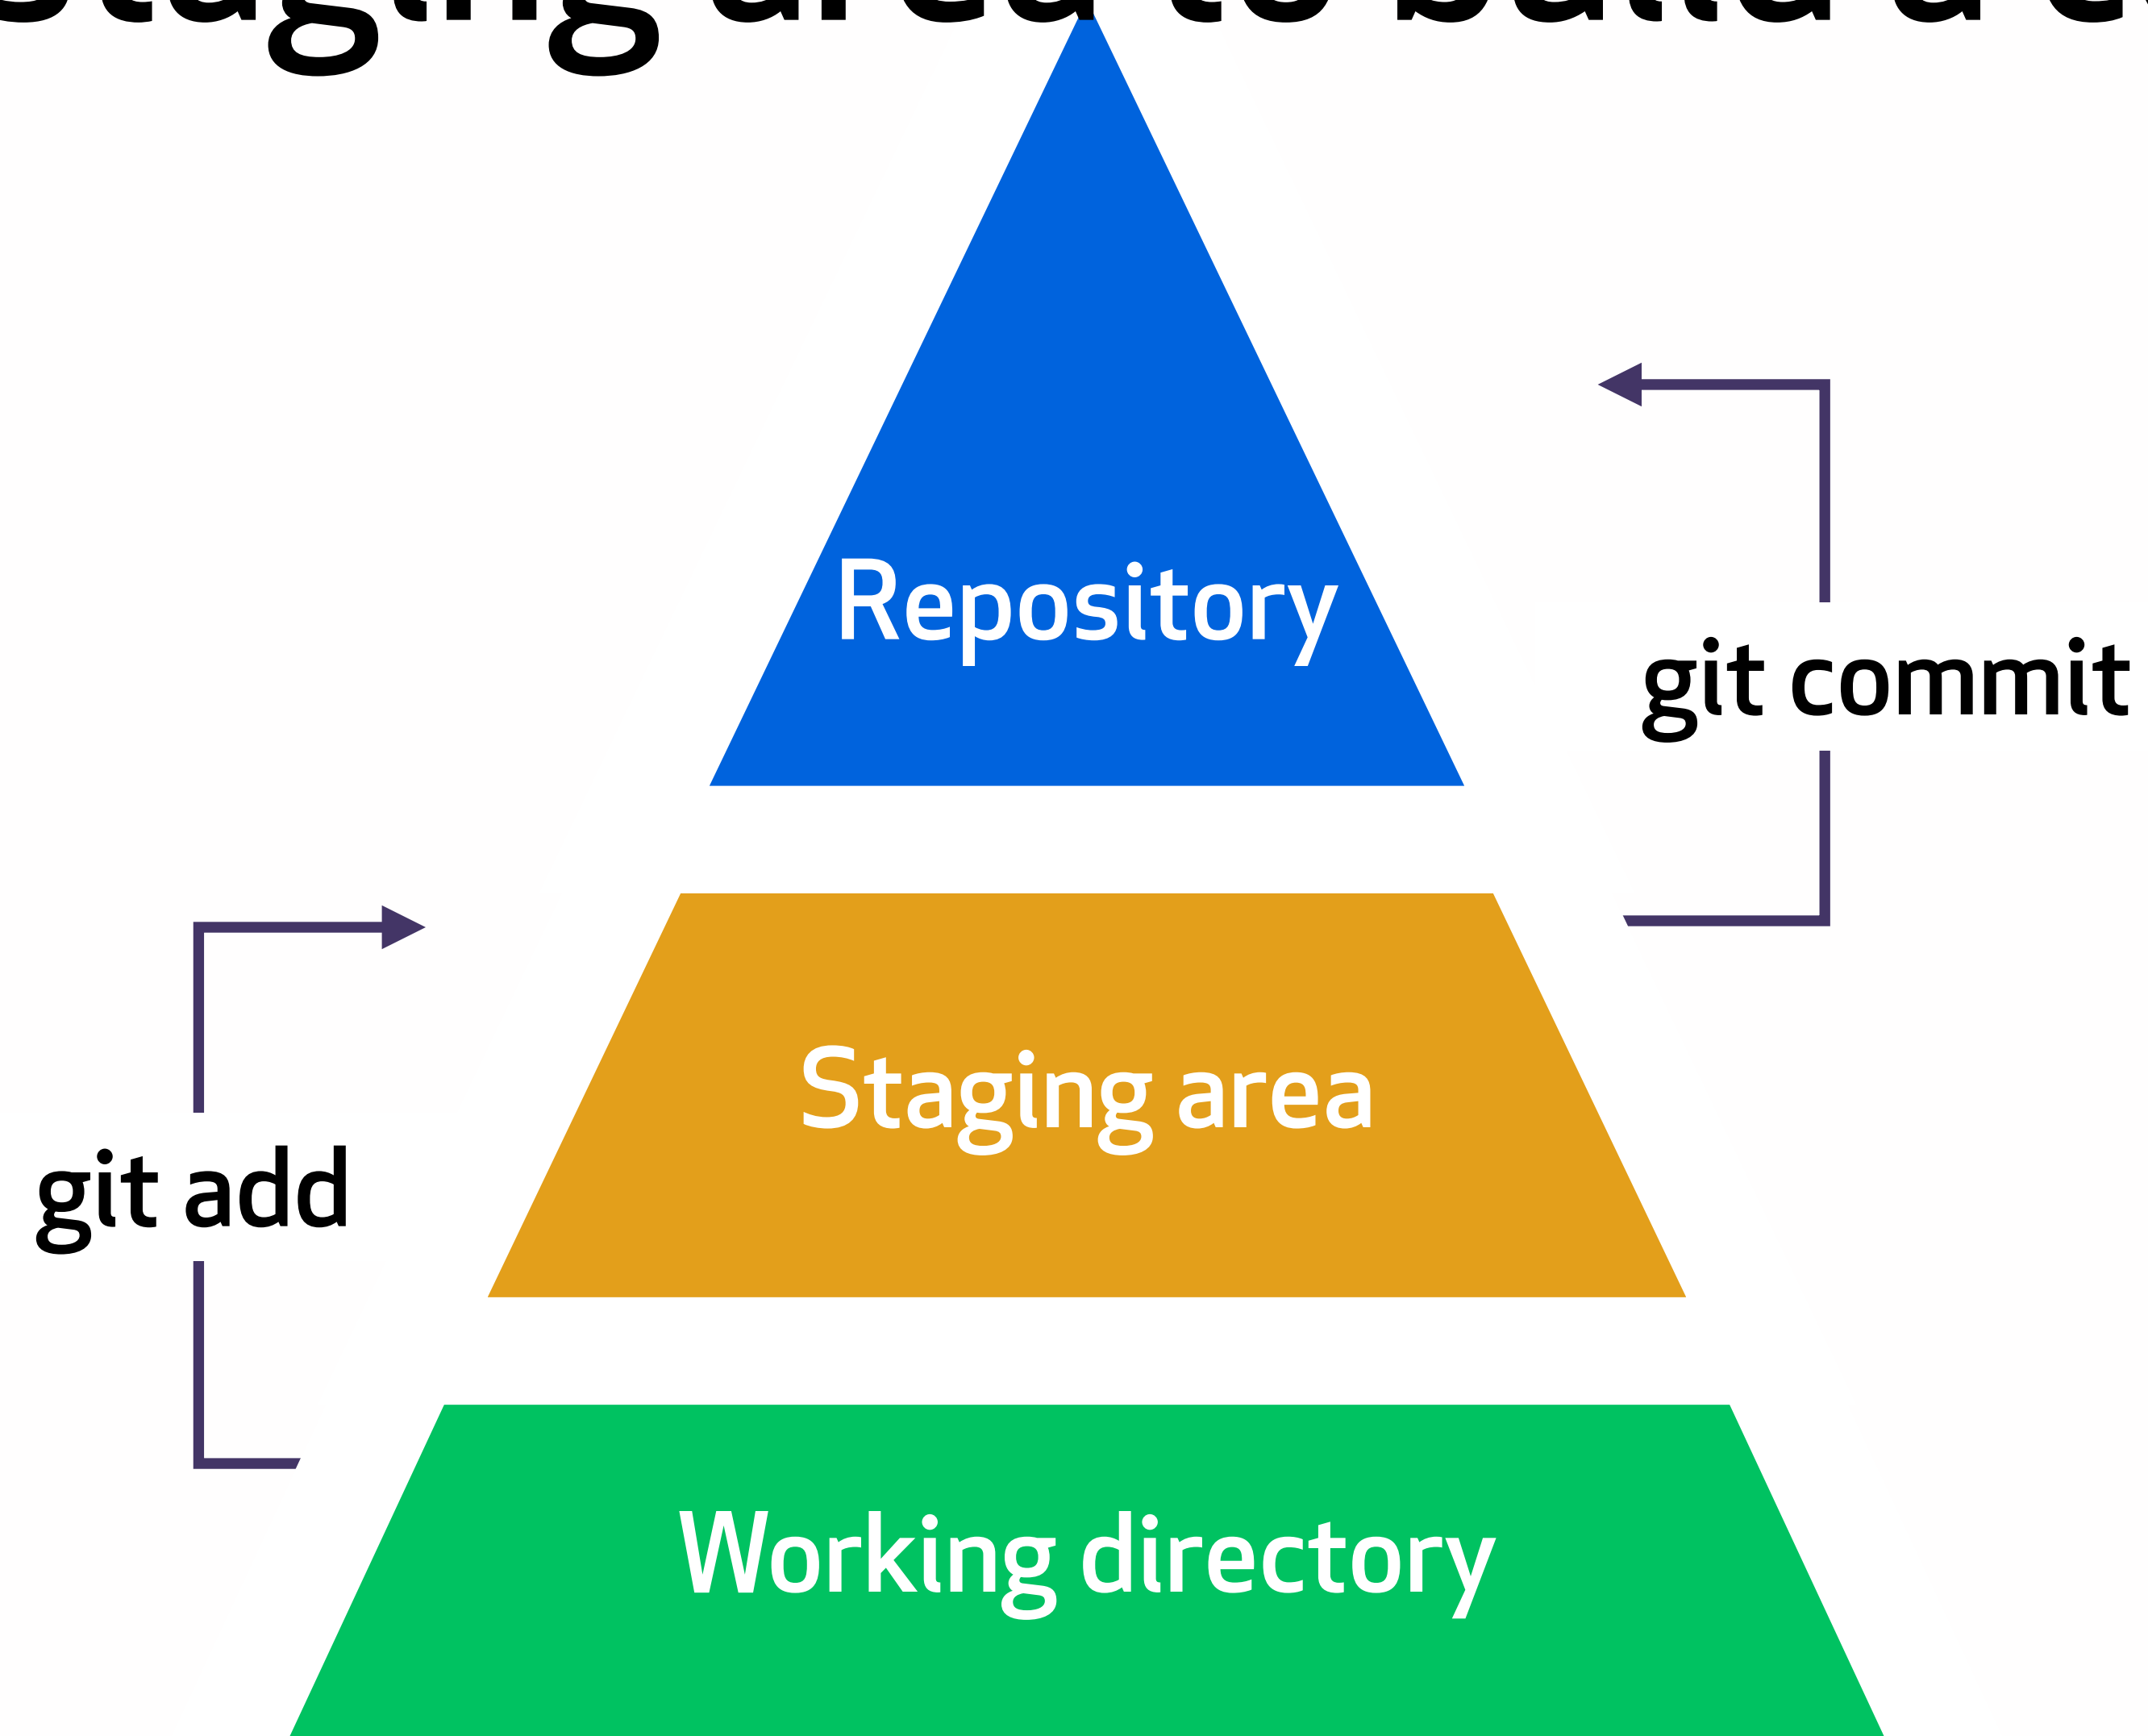 Repository
git commit
Staging area
git add
Working directory